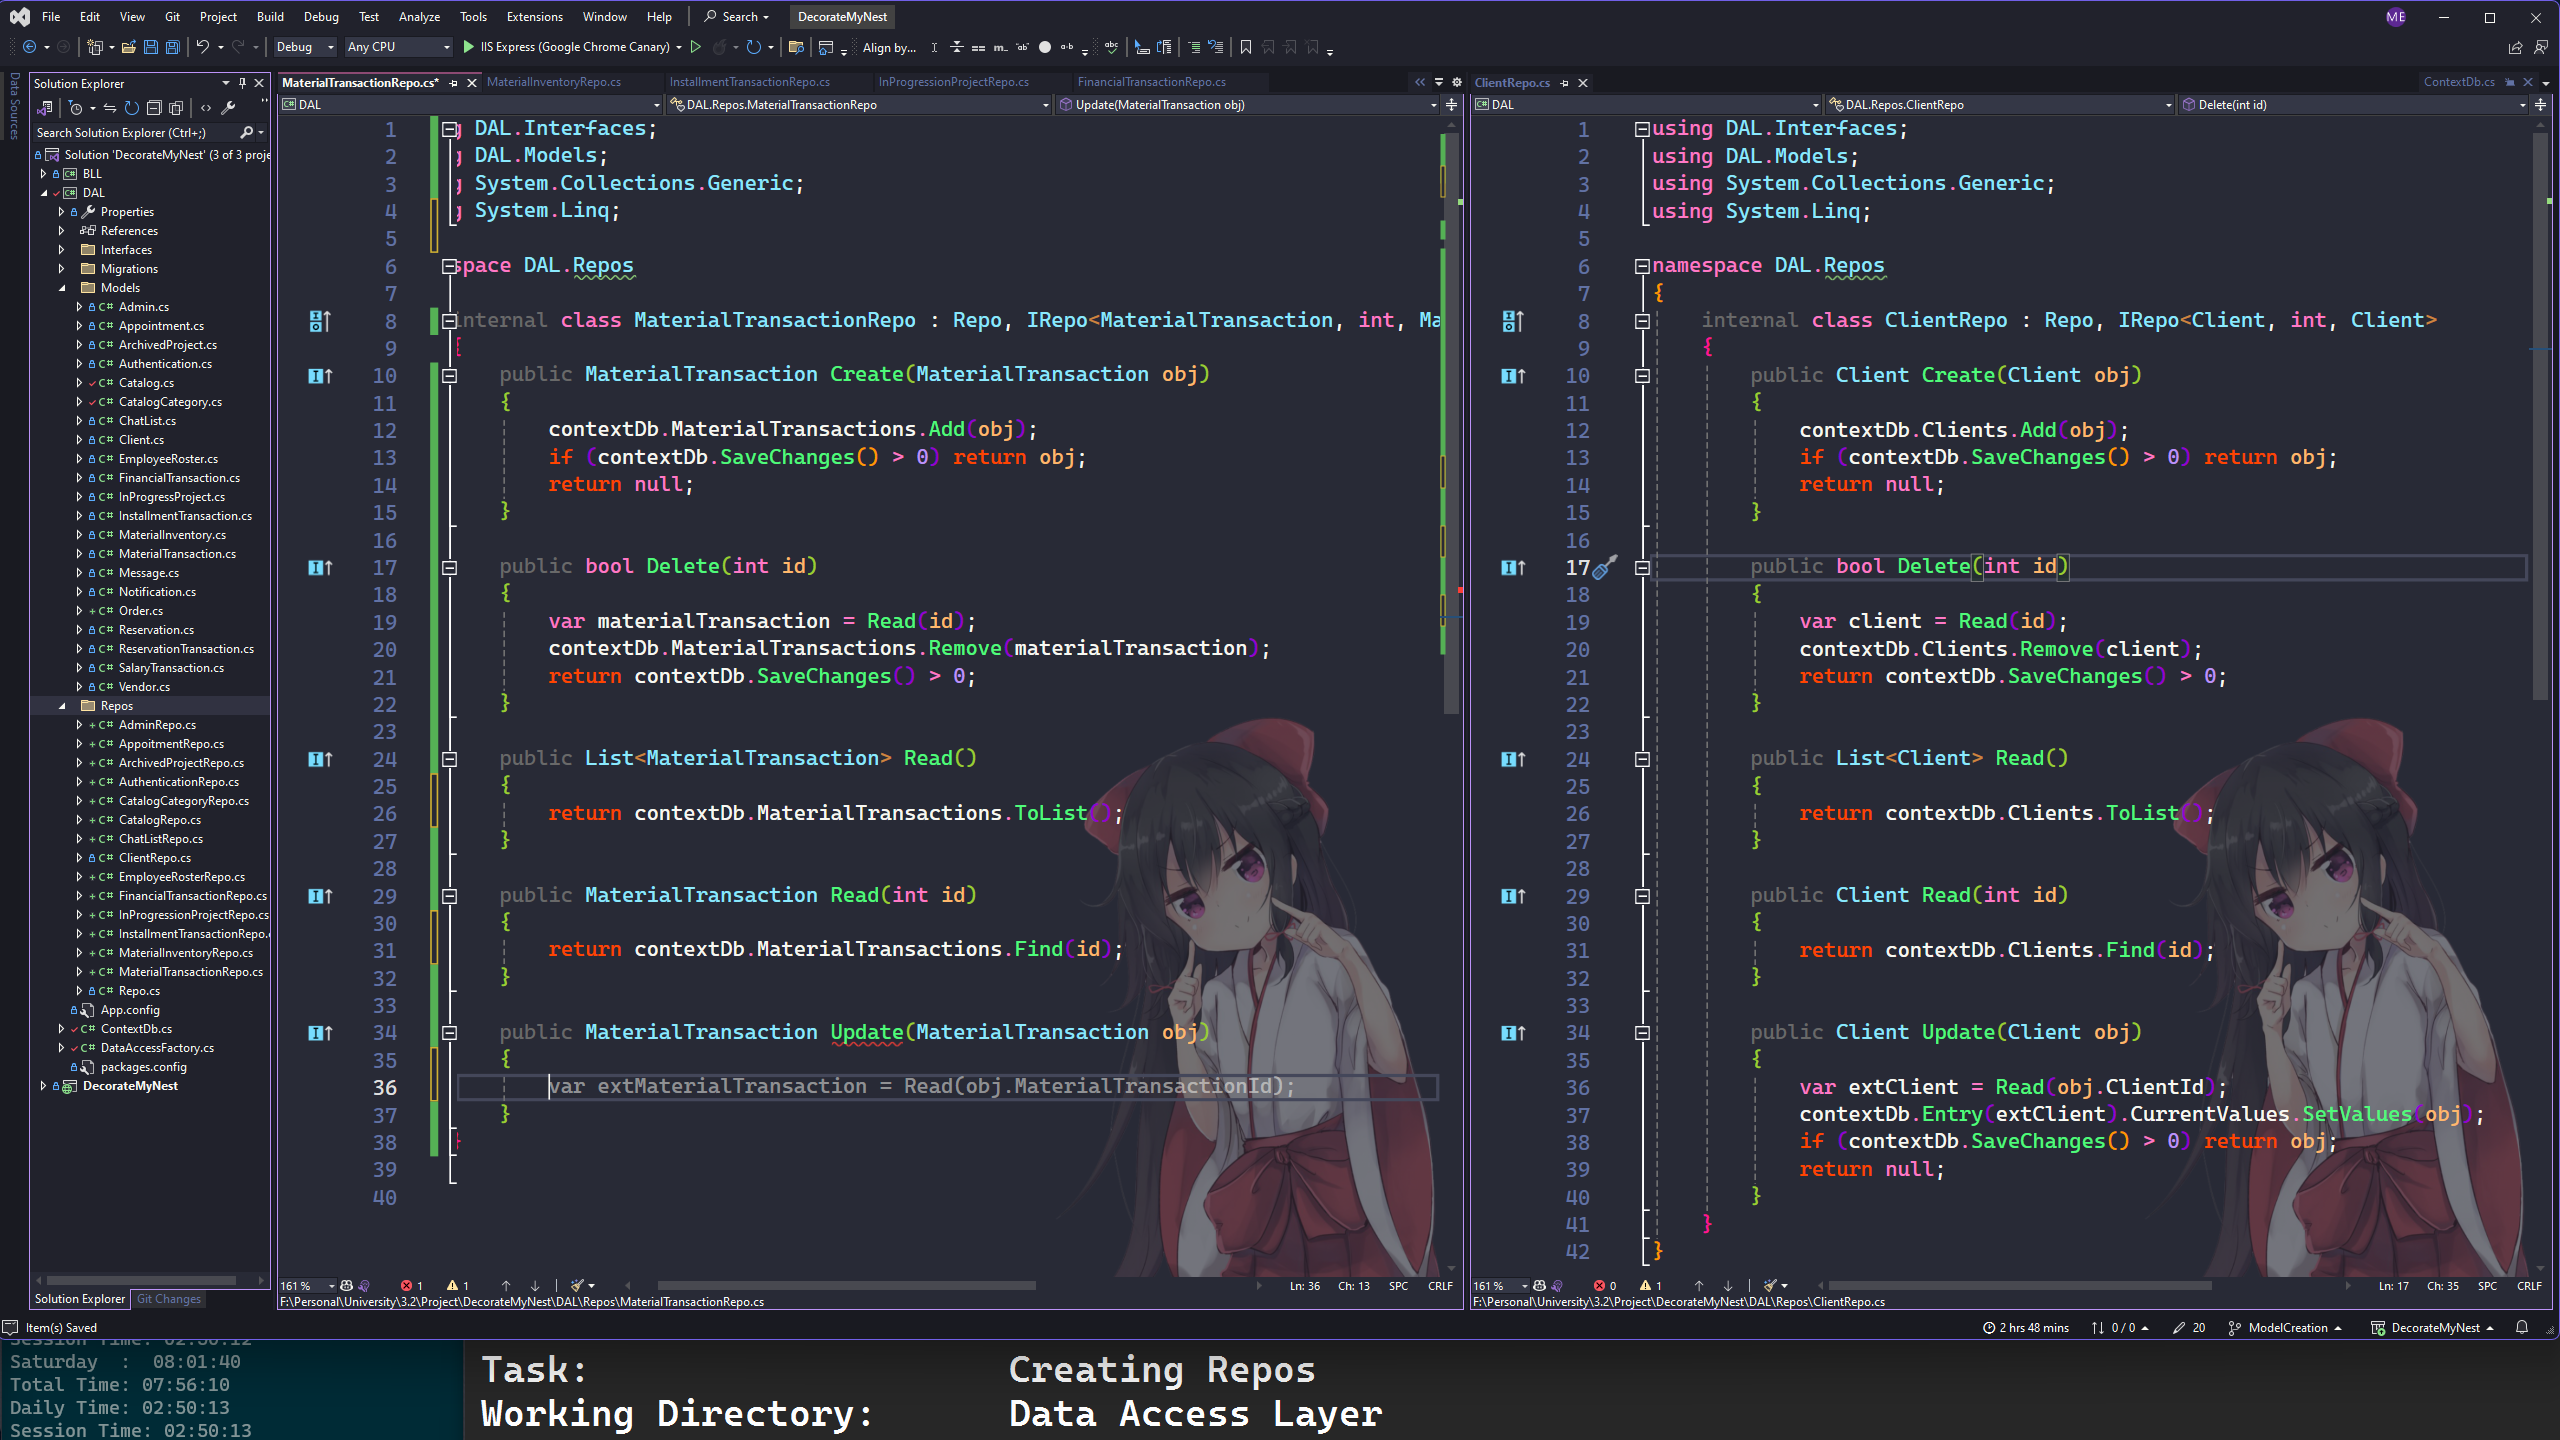 File Edit View Git Project Build Debug Test Analyze Tools Extensions Window Help Search DecorateMyNest ME
Debug Any CPU IIS Express (Google Chrome Canary) Align by...
Data Sources
Solution Explorer
Search Solution Explorer (Ctrl+;)
Solution 'DecorateMyNest' (3 of 3 proje
BLL
DAL
Properties
References
Interfaces
Migrations
Models
Admin.cs
Appointment.cs
ArchivedProject.cs
Authentication.cs
Catalog.cs
CatalogCategory.cs
ChatList.cs
Client.cs
EmployeeRoster.cs
FinancialTransaction.cs
InProgressProject.cs
InstallmentTransaction.cs
MaterialInventory.cs
MaterialTransaction.cs
Message.cs
Notification.cs
Order.cs
Reservation.cs
ReservationTransaction.cs
SalaryTransaction.cs
Vendor.cs
Repos
AdminRepo.cs
AppoitmentRepo.cs
ArchivedProjectRepo.cs
AuthenticationRepo.cs
CatalogCategoryRepo.cs
CatalogRepo.cs
ChatListRepo.cs
ClientRepo.cs
EmployeeRosterRepo.cs
FinancialTransactionRepo.cs
InProgressionProjectRepo.cs
InstallmentTransactionRepo.
MaterialInventoryRepo.cs
MaterialTransactionRepo.cs
Repo.cs
App.config
ContextDb.cs
DataAccessFactory.cs
packages.config
DecorateMyNest
Solution Explorer Git Changes
MaterialTransactionRepo.cs* MaterialInventoryRepo.cs InstallmentTransactionRepo.cs InProgressionProjectRepo.cs FinancialTransactionRepo.cs
DAL DAL.Repos.MaterialTransactionRepo Update(MaterialTransaction obj)
1 DAL.Interfaces;
2 DAL.Models;
3 System.Collections.Generic;
4 System.Linq;
5
6 space DAL.Repos
7
8 internal class MaterialTransactionRepo : Repo, IRepo<MaterialTransaction, int, Ma
9 {
10 public MaterialTransaction Create(MaterialTransaction obj)
11 {
12 contextDb.MaterialTransactions.Add(obj);
13 if (contextDb.SaveChanges() > 0) return obj;
14 return null;
15 }
16
17 public bool Delete(int id)
18 {
19 var materialTransaction = Read(id);
20 contextDb.MaterialTransactions.Remove(materialTransaction);
21 return contextDb.SaveChanges() > 0;
22 }
23
24 public List<MaterialTransaction> Read()
25 {
26 return contextDb.MaterialTransactions.ToList();
27 }
28
29 public MaterialTransaction Read(int id)
30 {
31 return contextDb.MaterialTransactions.Find(id);
32 }
33
34 public MaterialTransaction Update(MaterialTransaction obj)
35 {
36 var extMaterialTransaction = Read(obj.MaterialTransactionId);
37 }
38 }
39
40
161 % 1 1 Ln: 36 Ch: 13 SPC CRLF
F:\Personal\University\3.2\Project\DecorateMyNest\DAL\Repos\MaterialTransactionRepo.cs
ClientRepo.cs ContextDb.cs
DAL DAL.Repos.ClientRepo Delete(int id)
1 using DAL.Interfaces;
2 using DAL.Models;
3 using System.Collections.Generic;
4 using System.Linq;
5
6 namespace DAL.Repos
7 {
8 internal class ClientRepo : Repo, IRepo<Client, int, Client>
9 {
10 public Client Create(Client obj)
11 {
12 contextDb.Clients.Add(obj);
13 if (contextDb.SaveChanges() > 0) return obj;
14 return null;
15 }
16
17 public bool Delete(int id)
18 {
19 var client = Read(id);
20 contextDb.Clients.Remove(client);
21 return contextDb.SaveChanges() > 0;
22 }
23
24 public List<Client> Read()
25 {
26 return contextDb.Clients.ToList();
27 }
28
29 public Client Read(int id)
30 {
31 return contextDb.Clients.Find(id);
32 }
33
34 public Client Update(Client obj)
35 {
36 var extClient = Read(obj.ClientId);
37 contextDb.Entry(extClient).CurrentValues.SetValues(obj);
38 if (contextDb.SaveChanges() > 0) return obj;
39 return null;
40 }
41 }
42 }
161 % 0 1 Ln: 17 Ch: 35 SPC CRLF
F:\Personal\University\3.2\Project\DecorateMyNest\DAL\Repos\ClientRepo.cs
Item(s) Saved 2 hrs 48 mins 0 / 0 20 ModelCreation DecorateMyNest
Session Time: 02:50:12
Saturday : 08:01:40
Total Time: 07:56:10
Daily Time: 02:50:13
Session Time: 02:50:13
Task: Creating Repos
Working Directory: Data Access Layer